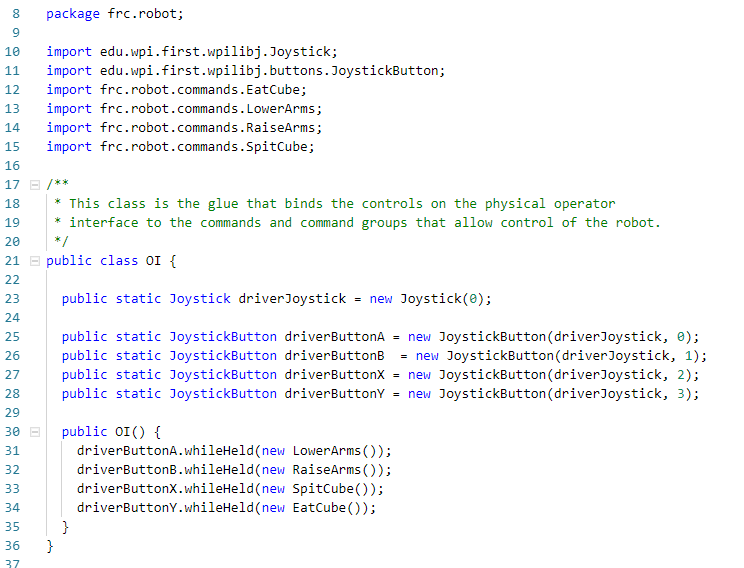 8 package frc.robot;
9
10 import edu.wpi.first.wpilibj.Joystick;
11 import edu.wpi.first.wpilibj.buttons.JoystickButton;
12 import frc.robot.commands.EatCube;
13 import frc.robot.commands.LowerArms;
14 import frc.robot.commands.RaiseArms;
15 import frc.robot.commands.SpitCube;
16
17 /**
18  * This class is the glue that binds the controls on the physical operator
19  * interface to the commands and command groups that allow control of the robot.
20  */
21 public class OI {
22
23   public static Joystick driverJoystick = new Joystick(0);
24
25   public static JoystickButton driverButtonA = new JoystickButton(driverJoystick, 0);
26   public static JoystickButton driverButtonB  = new JoystickButton(driverJoystick, 1);
27   public static JoystickButton driverButtonX = new JoystickButton(driverJoystick, 2);
28   public static JoystickButton driverButtonY = new JoystickButton(driverJoystick, 3);
29
30   public OI() {
31     driverButtonA.whileHeld(new LowerArms());
32     driverButtonB.whileHeld(new RaiseArms());
33     driverButtonX.whileHeld(new SpitCube());
34     driverButtonY.whileHeld(new EatCube());
35   }
36 }
37